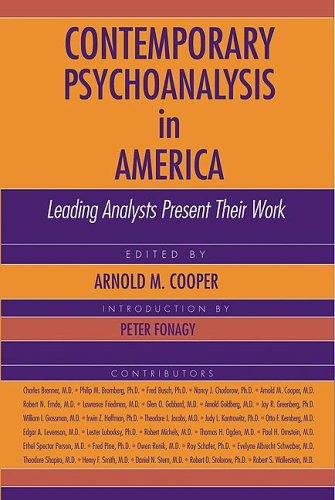 CONTEMPORARY
PSYCHOANALYSIS
in
AMERICA
Leading Analysts Present Their Work
EDITED BY
ARNOLD M. COOPER
INTRODUCTION BY
PETER FONAGY
CONTRIBUTORS
Charles Brenner, M.D. • Philip M. Bromberg, Ph.D. • Fred Busch, Ph.D. • Nancy J. Chodorow, Ph.D. • Arnold M. Cooper, M.D.
Robert N. Emde, M.D. • Lawrence Friedman, M.D. • Glen O. Gabbard, M.D. • Arnold Goldberg, M.D. • Jay R. Greenberg, Ph.D.
William I. Grossman, M.D. • Irwin Z. Hoffman, Ph.D. • Theodore J. Jacobs, M.D. • Judy L. Kantrowitz, Ph.D. • Otto F. Kernberg, M.D.
Edgar A. Levenson, M.D. • Lester Luborsky, Ph.D. • Robert Michels, M.D. • Thomas H. Ogden, M.D. • Paul H. Ornstein, M.D.
Ethel Spector Person, M.D. • Fred Pine, Ph.D. • Owen Renik, M.D. • Roy Schafer, Ph.D. • Evelyne Albrecht Schwaber, M.D.
Theodore Shapiro, M.D. • Henry F. Smith, M.D. • Daniel N. Stern, M.D. • Robert D. Stolorow, Ph.D. • Robert S. Wallerstein, M.D.